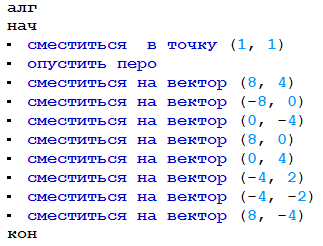 алг
нач
▪ сместиться  в точку (1, 1)
▪ опустить перо
▪ сместиться на вектор (8, 4)
▪ сместиться на вектор (-8, 0)
▪ сместиться на вектор (0, -4)
▪ сместиться на вектор (8, 0)
▪ сместиться на вектор (0, 4)
▪ сместиться на вектор (-4, 2)
▪ сместиться на вектор (-4, -2)
▪ сместиться на вектор (8, -4)
кон